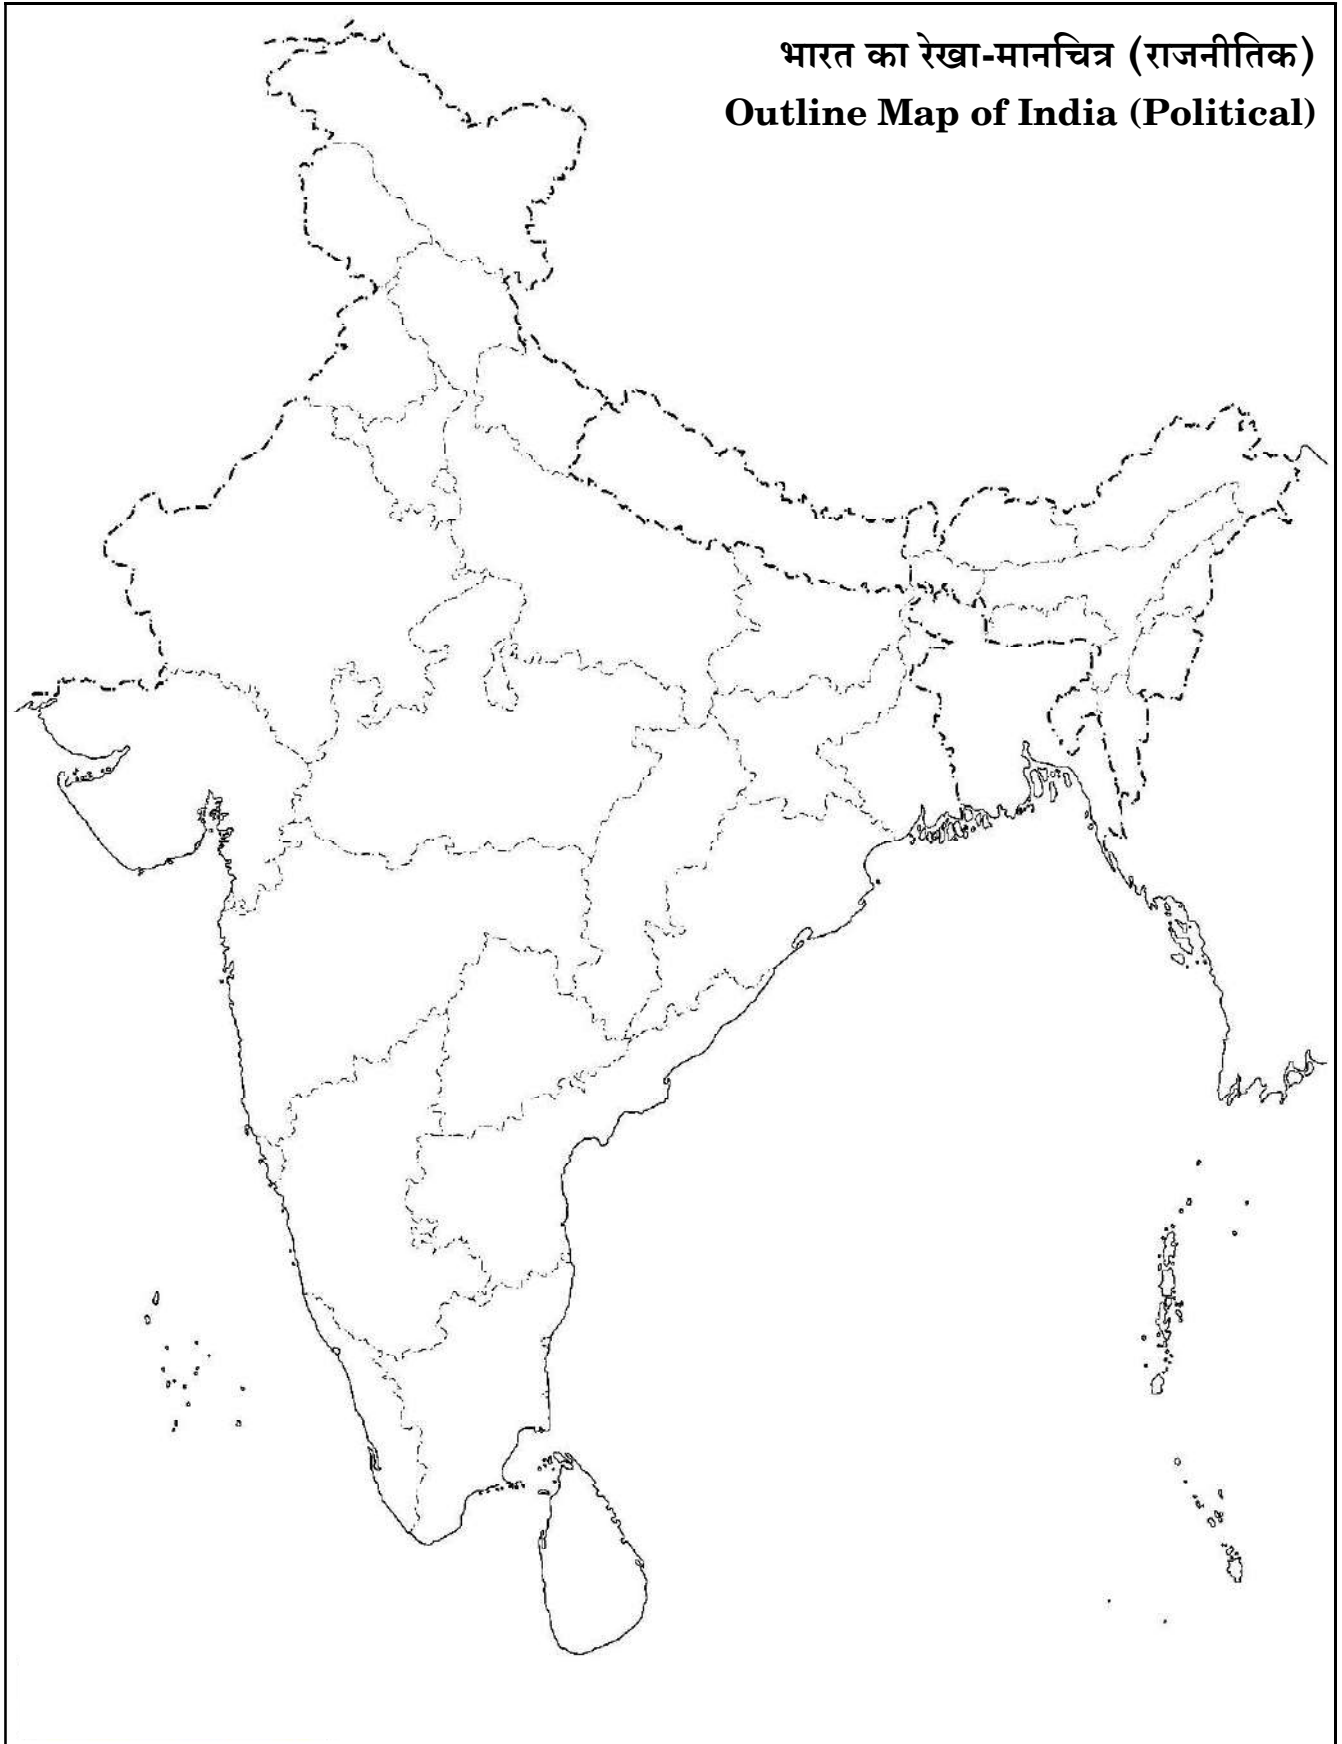 भारत का रेखा-मानचित्र (राजनीतिक)
Outline Map of India (Political)